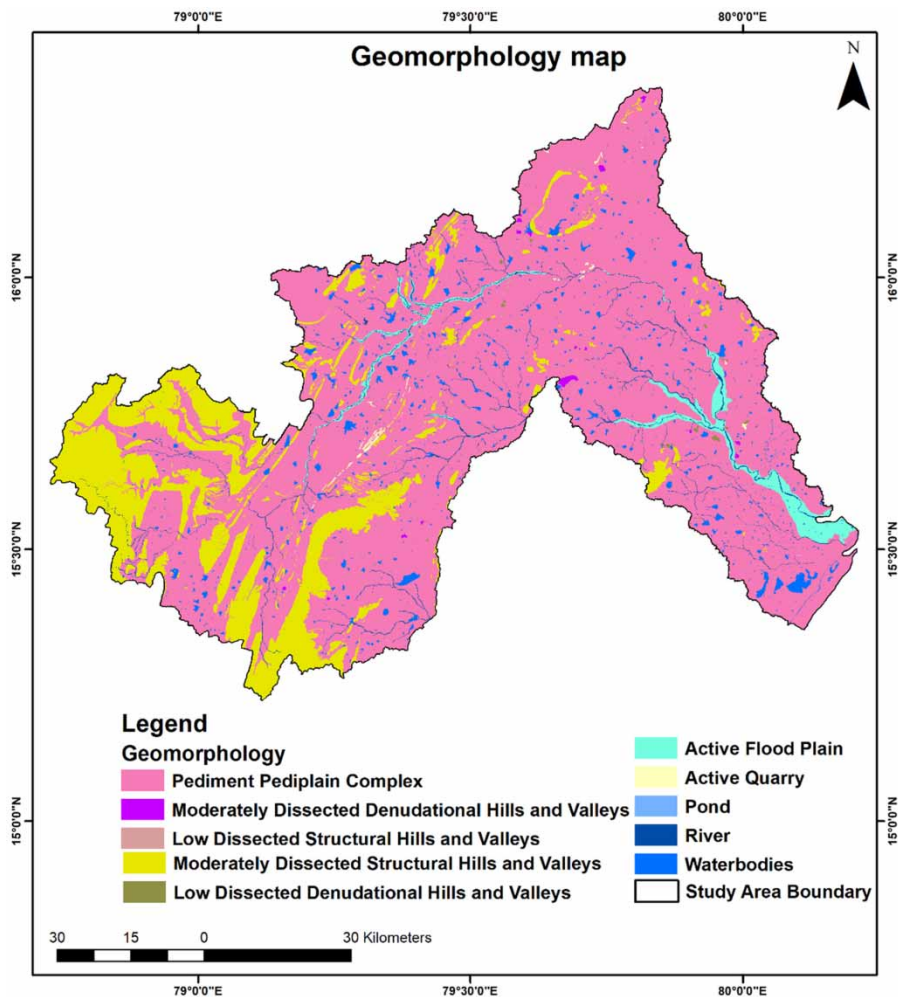 79°0'0"E 79°30'0"E 80°0'0"E
Geomorphology map
N
16°0'0"N 16°0'0"N
15°30'0"N 15°30'0"N
15°0'0"N 15°0'0"N
Legend
Geomorphology
Pediment Pediplain Complex
Moderately Dissected Denudational Hills and Valleys
Low Dissected Structural Hills and Valleys
Moderately Dissected Structural Hills and Valleys
Low Dissected Denudational Hills and Valleys
Active Flood Plain
Active Quarry
Pond
River
Waterbodies
Study Area Boundary
30 15 0 30 Kilometers
79°0'0"E 79°30'0"E 80°0'0"E